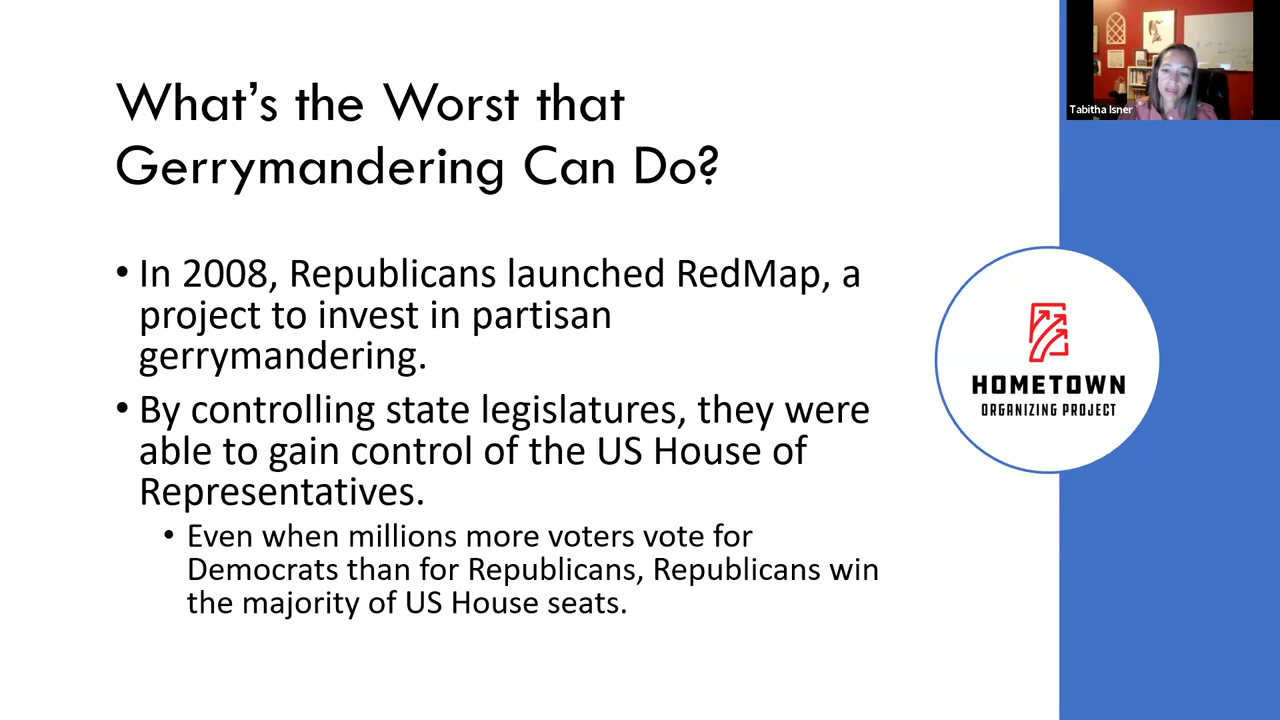 What's the Worst that
Gerrymandering Can Do?
• In 2008, Republicans launched RedMap, a
project to invest in partisan
gerrymandering.
• By controlling state legislatures, they were
able to gain control of the US House of
Representatives.
• Even when millions more voters vote for
Democrats than for Republicans, Republicans win
the majority of US House seats.
Tabitha Isner
HOMETOWN
ORGANIZING PROJECT